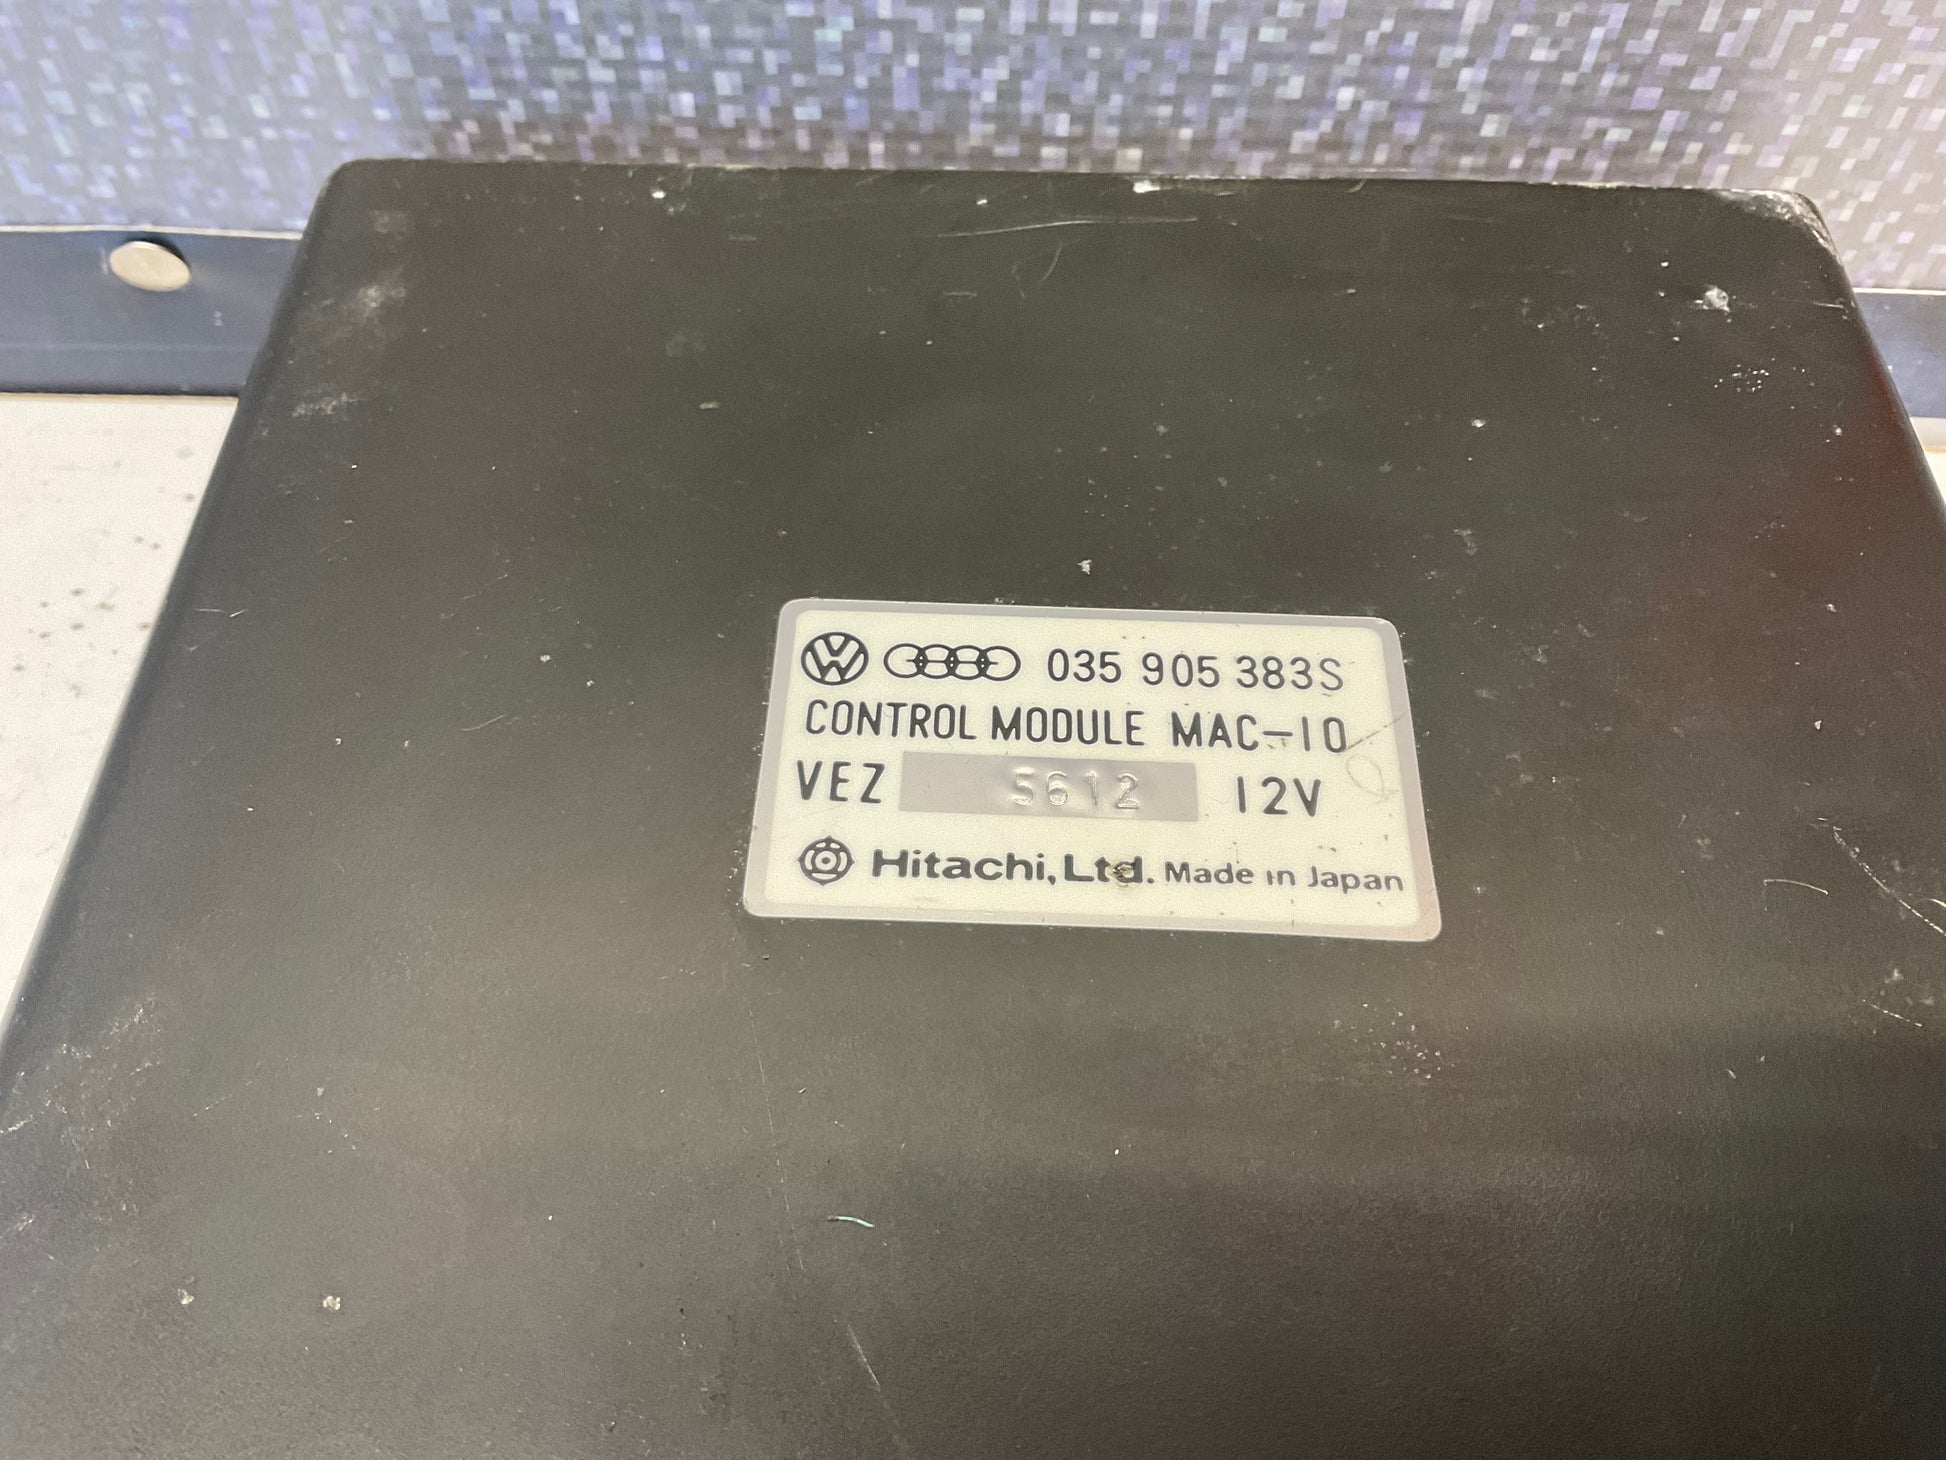 035 905 383S
CONTROL MODULE MAC-10
VEZ 5612 12V
Hitachi, Ltd. Made in Japan